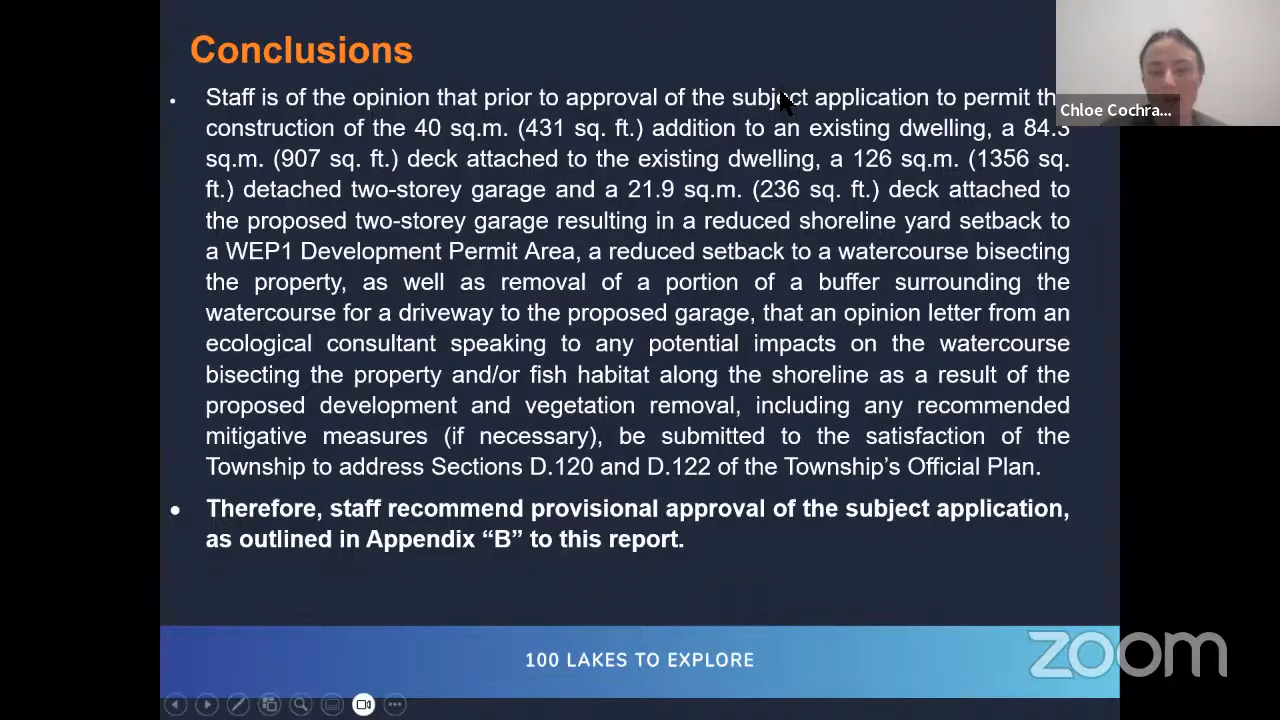 Conclusions
• Staff is of the opinion that prior to approval of the subject application to permit th
construction of the 40 sq.m. (431 sq. ft.) addition to an existing dwelling, a 84.3
sq.m. (907 sq. ft.) deck attached to the existing dwelling, a 126 sq.m. (1356 sq.
ft.) detached two-storey garage and a 21.9 sq.m. (236 sq. ft.) deck attached to
the proposed two-storey garage resulting in a reduced shoreline yard setback to
a WEP1 Development Permit Area, a reduced setback to a watercourse bisecting
the property, as well as removal of a portion of a buffer surrounding the
watercourse for a driveway to the proposed garage, that an opinion letter from an
ecological consultant speaking to any potential impacts on the watercourse
bisecting the property and/or fish habitat along the shoreline as a result of the
proposed development and vegetation removal, including any recommended
mitigative measures (if necessary), be submitted to the satisfaction of the
Township to address Sections D.120 and D.122 of the Township's Official Plan.
• Therefore, staff recommend provisional approval of the subject application,
as outlined in Appendix “B” to this report.
100 LAKES TO EXPLORE
Chloe Cochra...
zoom